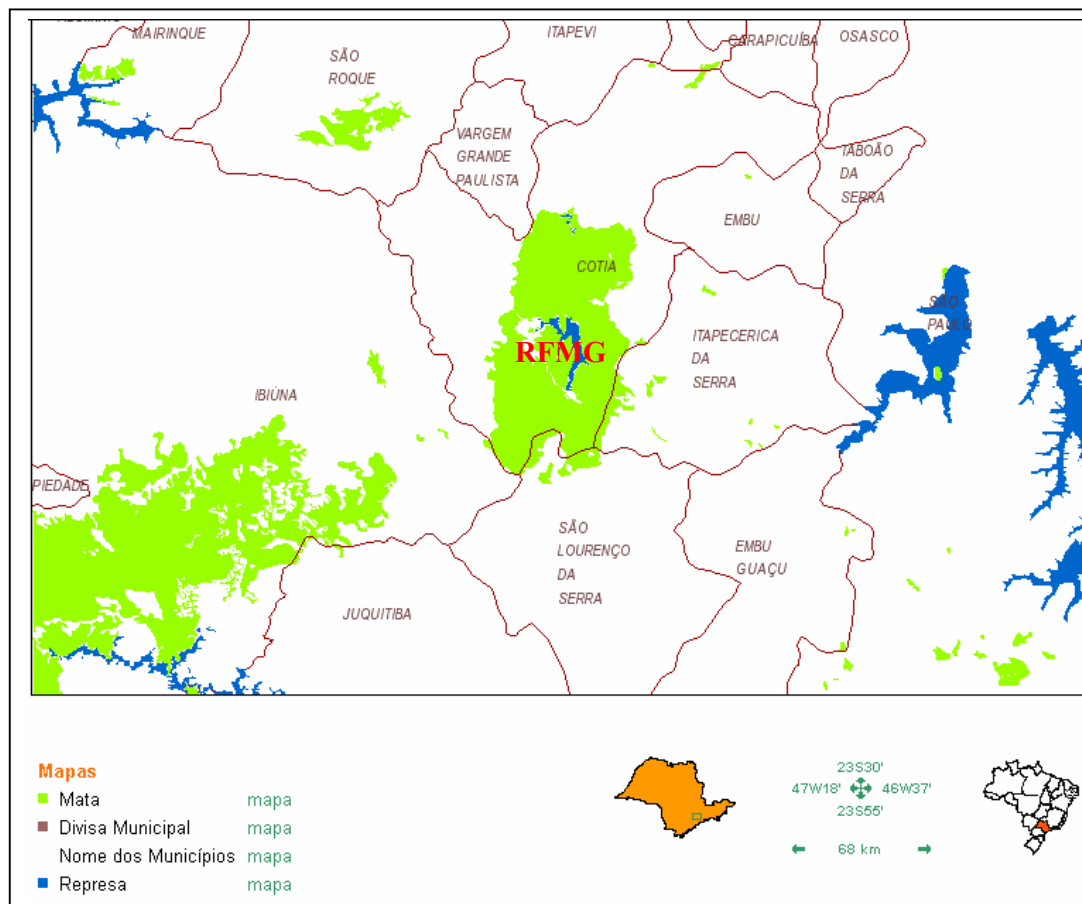 MAIRINQUE
SÃO
ROQUE
ITAPEVI
CARAPICUÍBA
OSASCO
VARGEM
GRANDE
PAULISTA
TABOÃO
DA
SERRA
EMBU
COTIA
SÃO
PAULO
RFMG
ITAPECERICA
DA
SERRA
IBIÚNA
PIEDADE
SÃO
LOURENÇO
DA
SERRA
EMBU
GUAÇU
JUQUITIBA
Mapas
Mata mapa
Divisa Municipal mapa
Nome dos Municípios mapa
Represa mapa
23S30'
47W18' 46W37'
23S55'
68 km